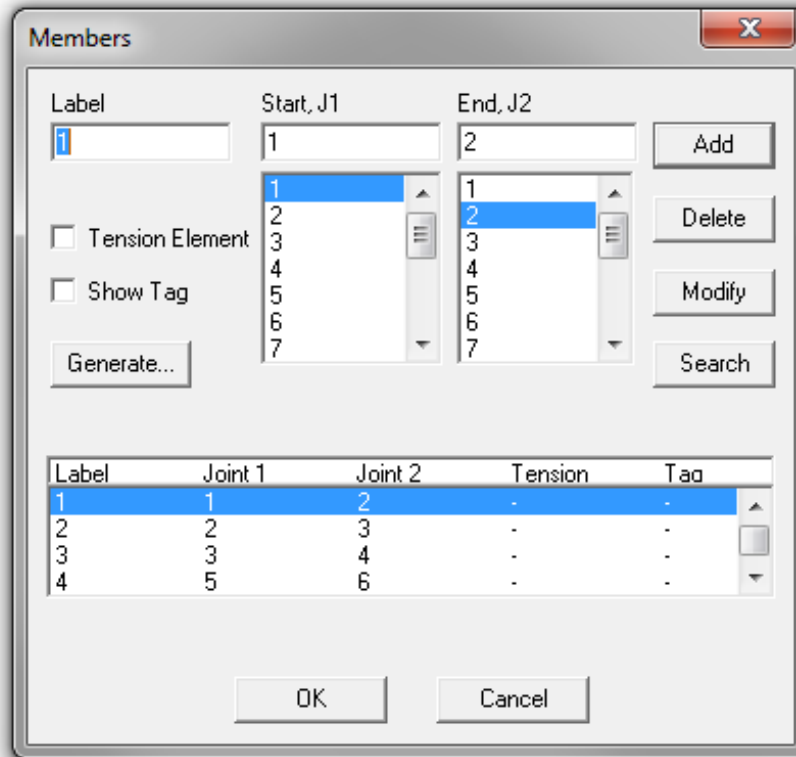 Members
Label Start, J1 End, J2
1 1 2 Add
1 1
2 2 Delete
3 3
Tension Element
4 4
Show Tag 5 5 Modify
6 6
7 7
Generate... Search
Label Joint 1 Joint 2 Tension Tag
1 1 2 - -
2 2 3 - -
3 3 4 - -
4 5 6 - -
OK Cancel